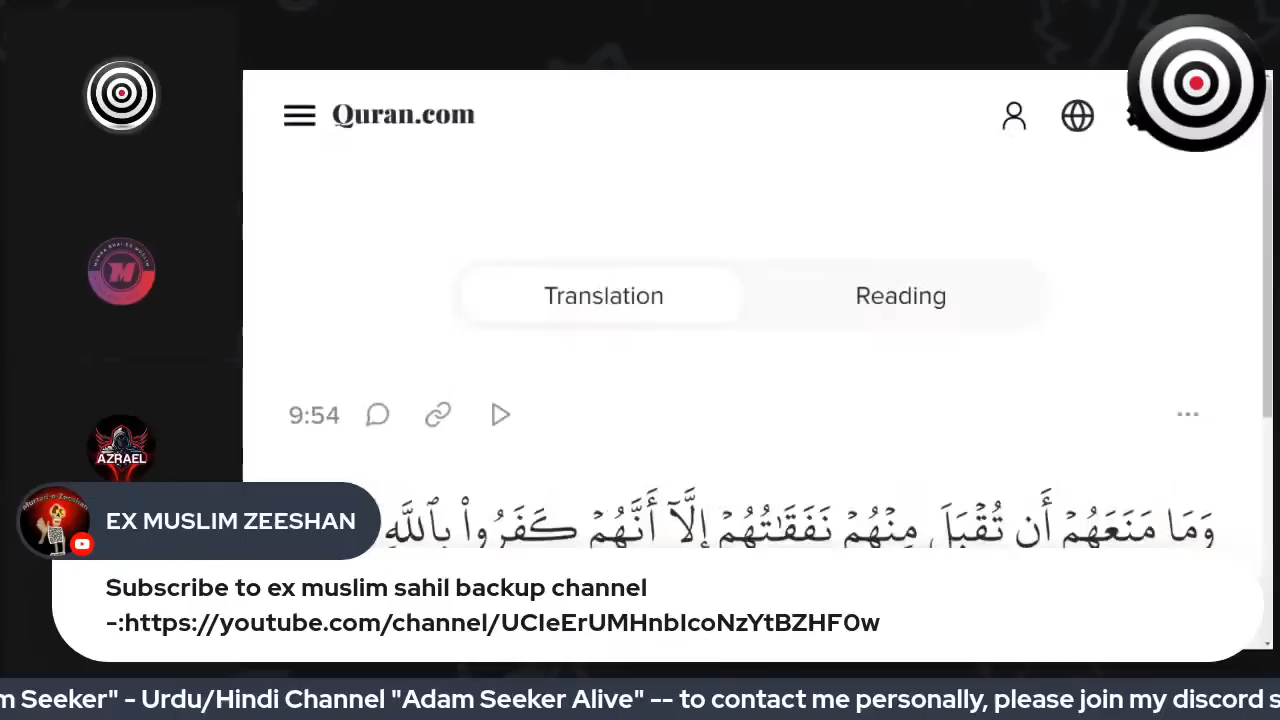 Quran.com
Translation
Reading
9:54
وَمَا مَنَعَهُمْ أَن تُقْبَلَ مِنْهُمْ نَفَقَـٰتُهُمْ إِلَّآ أَنَّهُمْ كَفَرُوا۟ بِٱللَّهِ
AZRAEL
EX MUSLIM ZEESHAN
Subscribe to ex muslim sahil backup channel
-:https://youtube.com/channel/UCIeErUMHnbIcoNzYtBZHF0w
m Seeker" - Urdu/Hindi Channel "Adam Seeker Alive" -- to contact me personally, please join my discord s